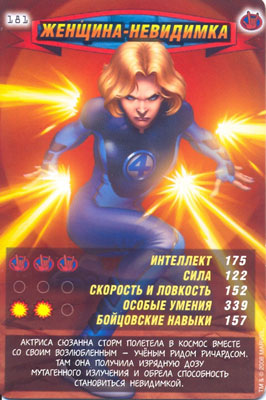 181
ЖЕНЩИНА-НЕВИДИМКА
4
ИНТЕЛЛЕКТ 175
СИЛА 122
СКОРОСТЬ И ЛОВКОСТЬ 152
ОСОБЫЕ УМЕНИЯ 339
БОЙЦОВСКИЕ НАВЫКИ 157
АКТРИСА СЮЗАННА СТОРМ ПОЛЕТЕЛА В КОСМОС ВМЕСТЕ
СО СВОИМ ВОЗЛЮБЛЕННЫМ – УЧЁНЫМ РИДОМ РИЧАРДСОМ.
ТАМ ОНА ПОЛУЧИЛА ИЗРЯДНУЮ ДОЗУ
МУТАГЕННОГО ИЗЛУЧЕНИЯ И ОБРЕЛА СПОСОБНОСТЬ
СТАНОВИТЬСЯ НЕВИДИМКОЙ.